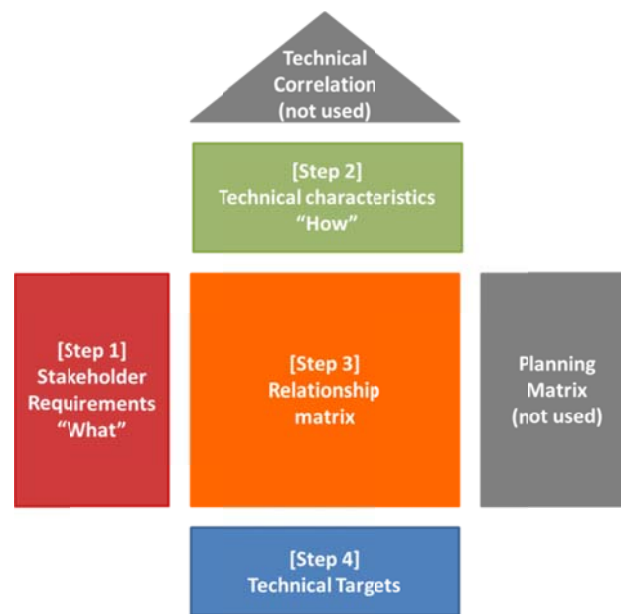 Technical
Correlation
(not used)
[Step 2]
Technical characteristics
“How”
[Step 1]
Stakeholder
Requirements
“What”
[Step 3]
Relationship
matrix
Planning
Matrix
(not used)
[Step 4]
Technical Targets